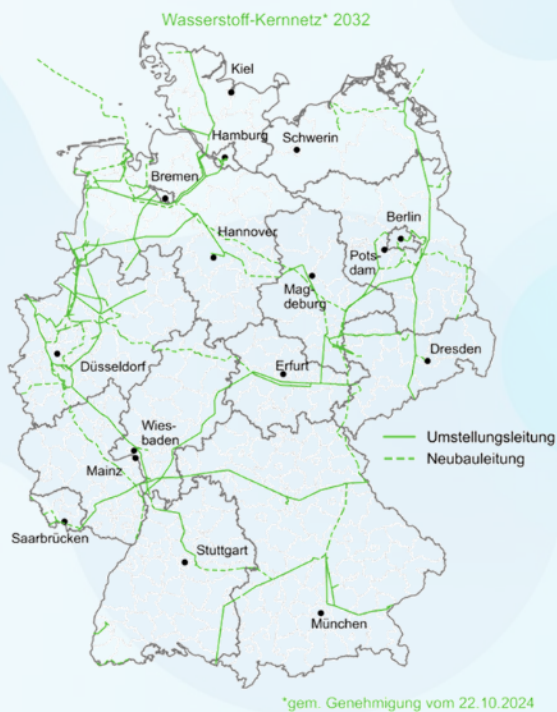 Wasserstoff-Kernnetz* 2032
Kiel
Hamburg
Schwerin
Bremen
Berlin
Hannover
Pots-
dam
Mag-
deburg
Düsseldorf
Erfurt
Dresden
Wies-
baden
Umstellungsleitung
Neubauleitung
Mainz
Saarbrücken
Stuttgart
München
*gem. Genehmigung vom 22.10.2024